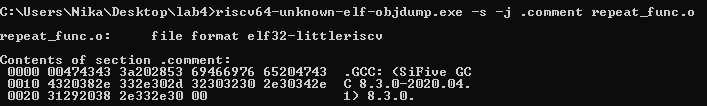 C:\Users\Nika\Desktop\lab4>riscv64-unknown-elf-objdump.exe -s -j .comment repeat_func.o
repeat_func.o:     file format elf32-littleriscv
Contents of section .comment:
 0000 00474343 3a202853 69466976 65204743  .GCC: (SiFive GC
 0010 4320382e 332e302d 32303230 2e30342e  C 8.3.0-2020.04.
 0020 31292038 2e332e30 00                 1) 8.3.0.